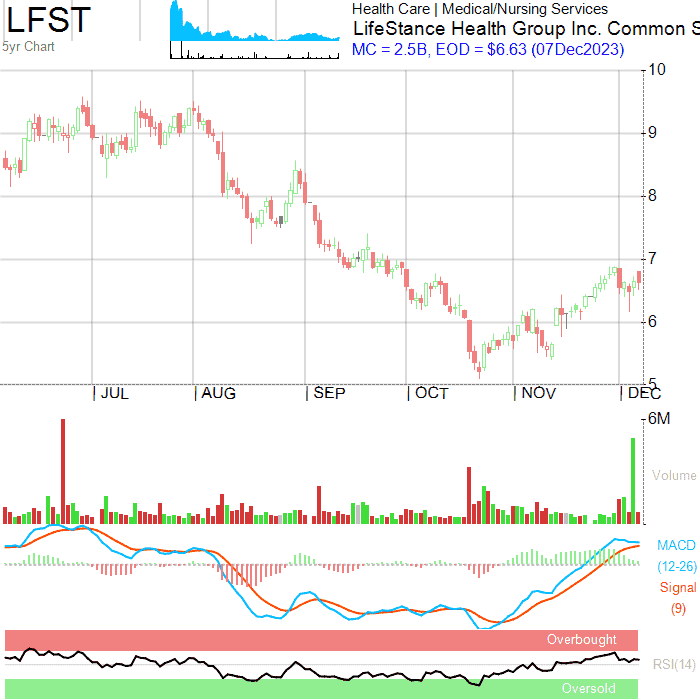 LFST
5yr Chart
Health Care | Medical/Nursing Services
LifeStance Health Group Inc. Common S
MC = 2.5B, EOD = $6.63 (07Dec2023)
10
9
8
7
6
5
JUL AUG SEP OCT NOV DEC
6M
Volume
MACD
(12-26)
Signal
(9)
Overbought
RSI(14)
Oversold